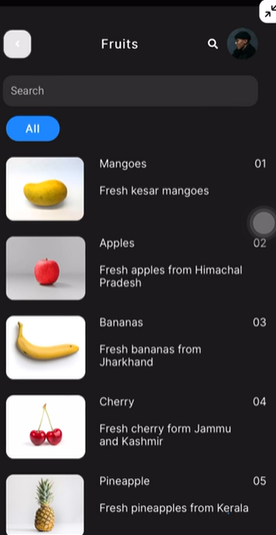 Fruits
Search
All
Mangoes 01
Fresh kesar mangoes
Apples 02
Fresh apples from Himachal
Pradesh
Bananas 03
Fresh bananas from
Jharkhand
Cherry 04
Fresh cherry form Jammu
and Kashmir
Pineapple 05
Fresh pineapples from Kerala